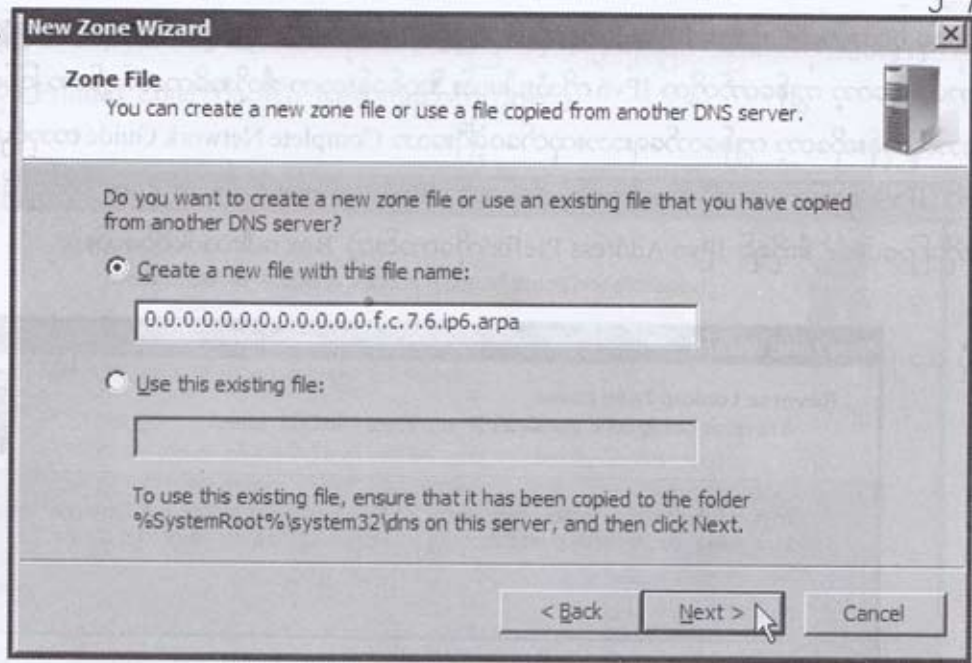 New Zone Wizard
Zone File
You can create a new zone file or use a file copied from another DNS server.
Do you want to create a new zone file or use an existing file that you have copied
from another DNS server?
Create a new file with this file name:
0.0.0.0.0.0.0.0.0.0.0.0.f.c.7.6.ip6.arpa
Use this existing file:
To use this existing file, ensure that it has been copied to the folder
%SystemRoot%\system32\dns on this server, and then click Next.
< Back
Next >
Cancel